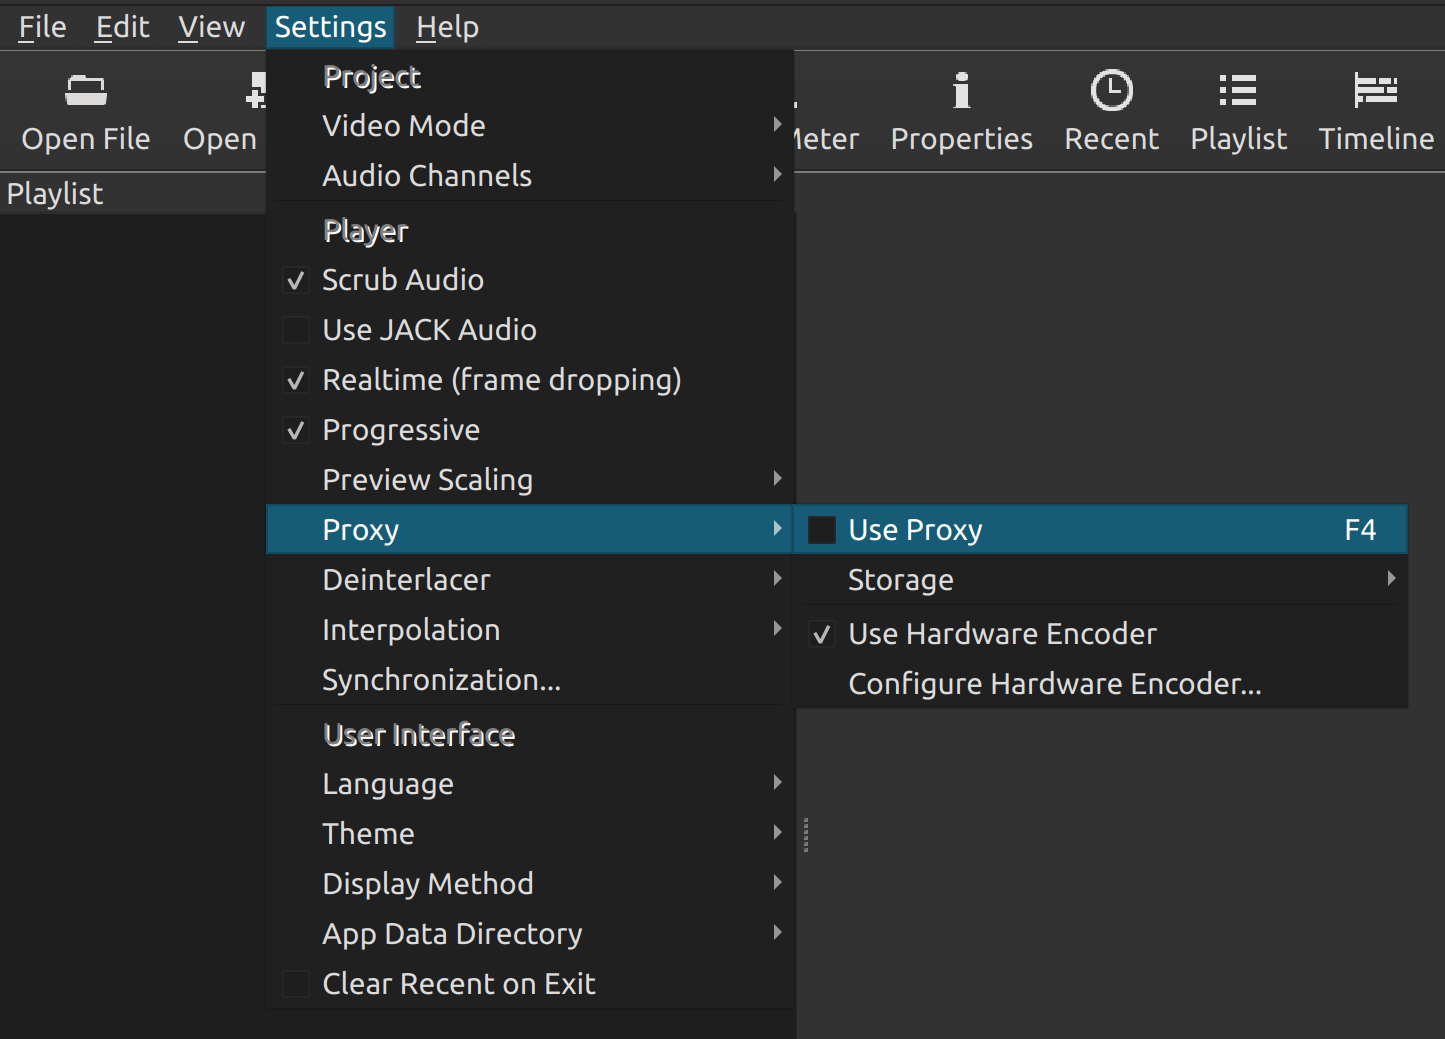 File Edit View Settings Help
Open File Open Meter Properties Recent Playlist Timeline
Playlist
Project
Video Mode
Audio Channels
Player
Scrub Audio
Use JACK Audio
Realtime (frame dropping)
Progressive
Preview Scaling
Proxy
Deinterlacer
Interpolation
Synchronization...
User Interface
Language
Theme
Display Method
App Data Directory
Clear Recent on Exit
Use Proxy F4
Storage
Use Hardware Encoder
Configure Hardware Encoder...